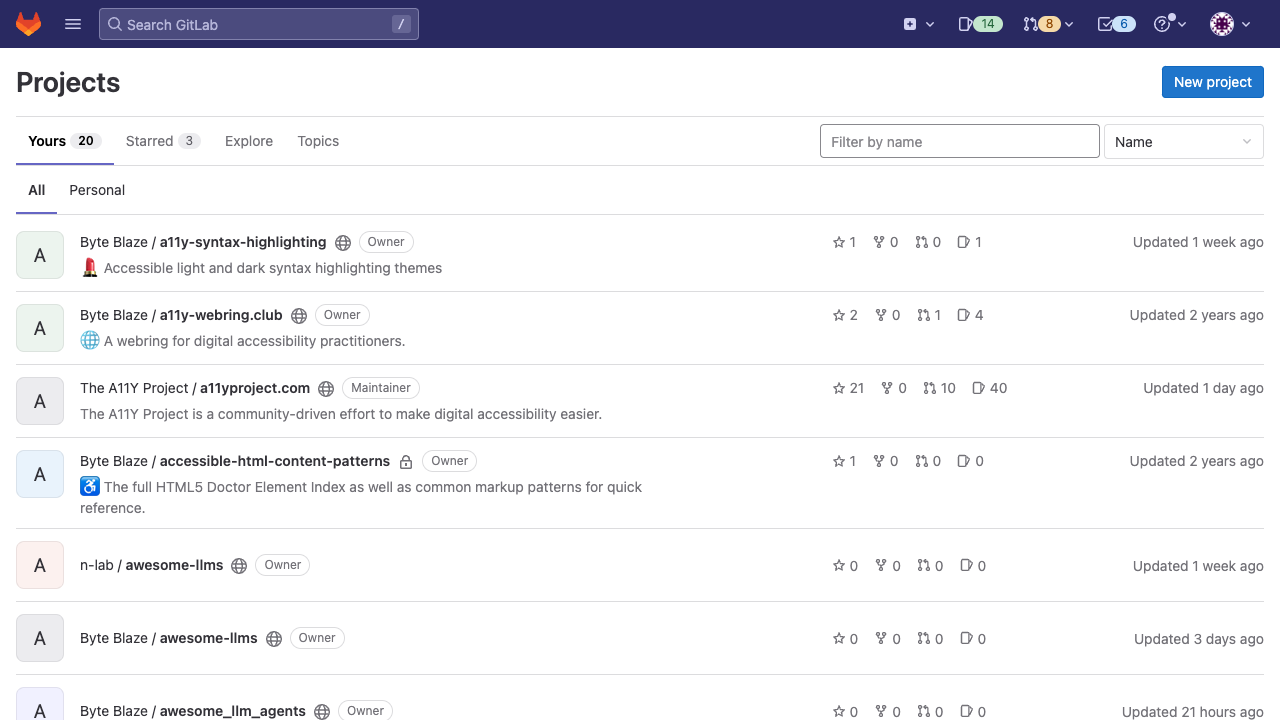 Search GitLab /
14 8 6
Projects
New project
Yours 20 Starred 3 Explore Topics
Filter by name
Name
All Personal
A
Byte Blaze / a11y-syntax-highlighting Owner
1 0 0 1
Updated 1 week ago
Accessible light and dark syntax highlighting themes
A
Byte Blaze / a11y-webring.club Owner
2 0 1 4
Updated 2 years ago
A webring for digital accessibility practitioners.
A
The A11Y Project / a11yproject.com Maintainer
21 0 10 40
Updated 1 day ago
The A11Y Project is a community-driven effort to make digital accessibility easier.
A
Byte Blaze / accessible-html-content-patterns Owner
1 0 0 0
Updated 2 years ago
The full HTML5 Doctor Element Index as well as common markup patterns for quick
reference.
A
n-lab / awesome-llms Owner
0 0 0 0
Updated 1 week ago
A
Byte Blaze / awesome-llms Owner
0 0 0 0
Updated 3 days ago
A
Byte Blaze / awesome_llm_agents Owner
0 0 0 0
Updated 21 hours ago